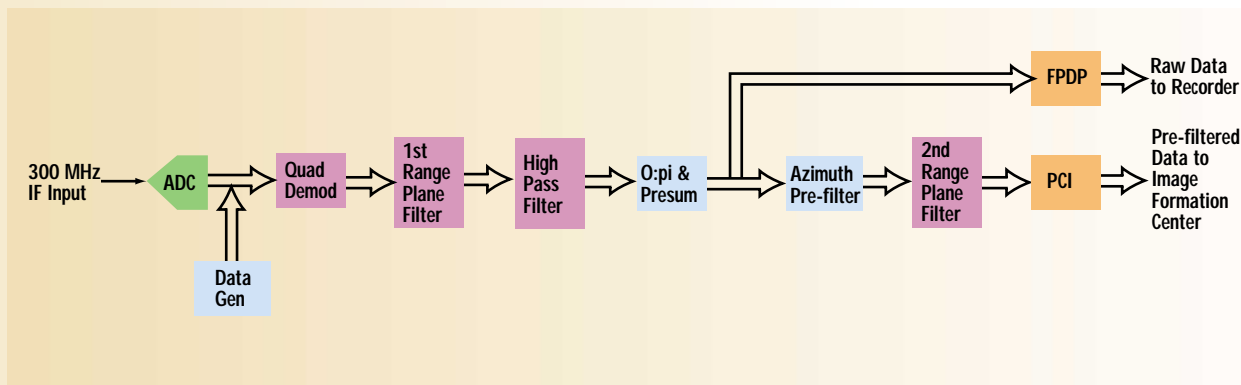 300 MHz
IF Input
ADC
Data
Gen
Quad
Demod
1st
Range
Plane
Filter
High
Pass
Filter
O:pi &
Presum
Azimuth
Pre-filter
2nd
Range
Plane
Filter
FPDP
Raw Data
to Recorder
PCI
Pre-filtered
Data to
Image
Formation
Center